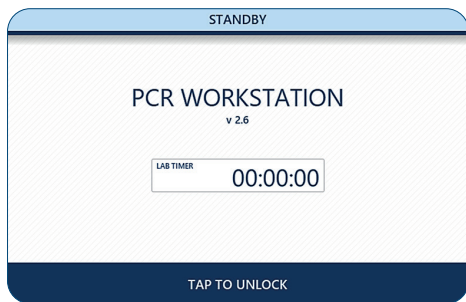 STANDBY
PCR WORKSTATION
v 2.6
LAB TIMER
00:00:00
TAP TO UNLOCK